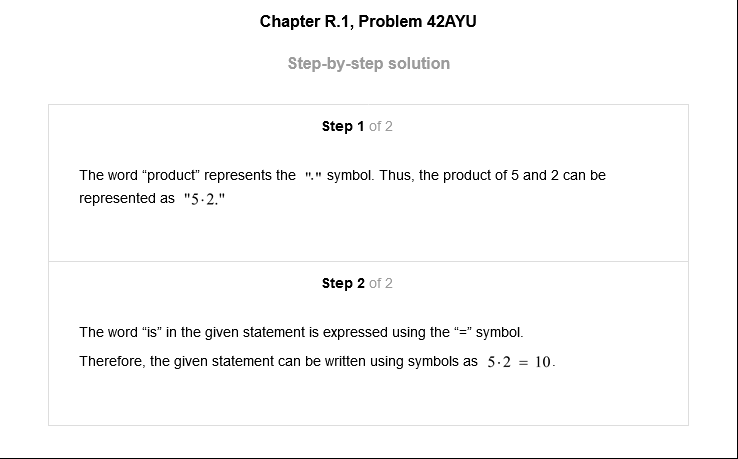 Chapter R.1, Problem 42AYU
Step-by-step solution
Step 1 of 2
The word “product” represents the "·" symbol. Thus, the product of 5 and 2 can be
represented as "5·2."
Step 2 of 2
The word “is” in the given statement is expressed using the “=” symbol.
Therefore, the given statement can be written using symbols as 5·2 = 10.